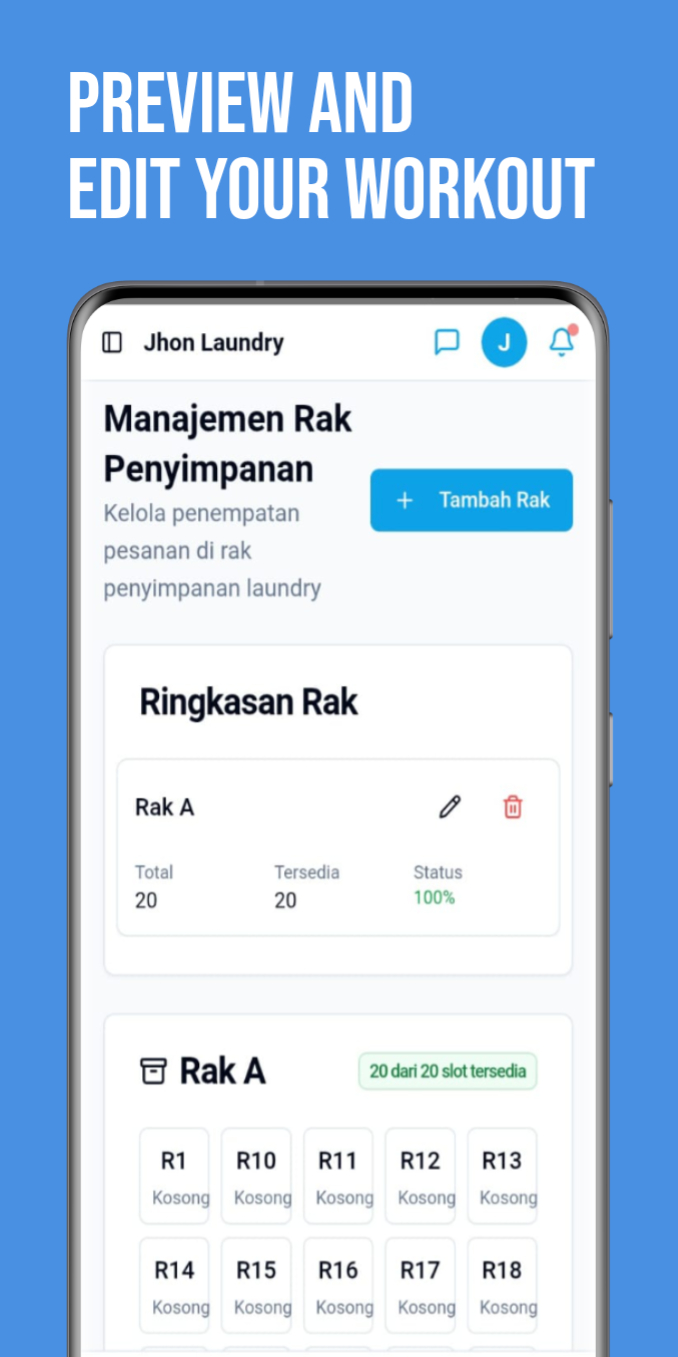 PREVIEW AND
EDIT YOUR WORKOUT
Jhon Laundry
J
Manajemen Rak
Penyimpanan
Kelola penempatan
pesanan di rak
penyimpanan laundry
+ Tambah Rak
Ringkasan Rak
Rak A
Total Tersedia Status
20 20 100%
Rak A
20 dari 20 slot tersedia
R1 R10 R11 R12 R13
Kosong Kosong Kosong Kosong Kosong
R14 R15 R16 R17 R18
Kosong Kosong Kosong Kosong Kosong